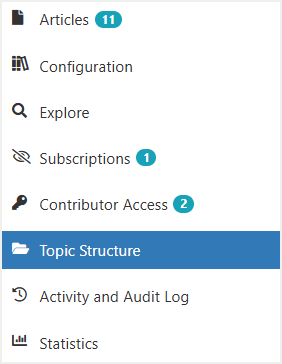 Articles 11
Configuration
Explore
Subscriptions 1
Contributor Access 2
Topic Structure
Activity and Audit Log
Statistics